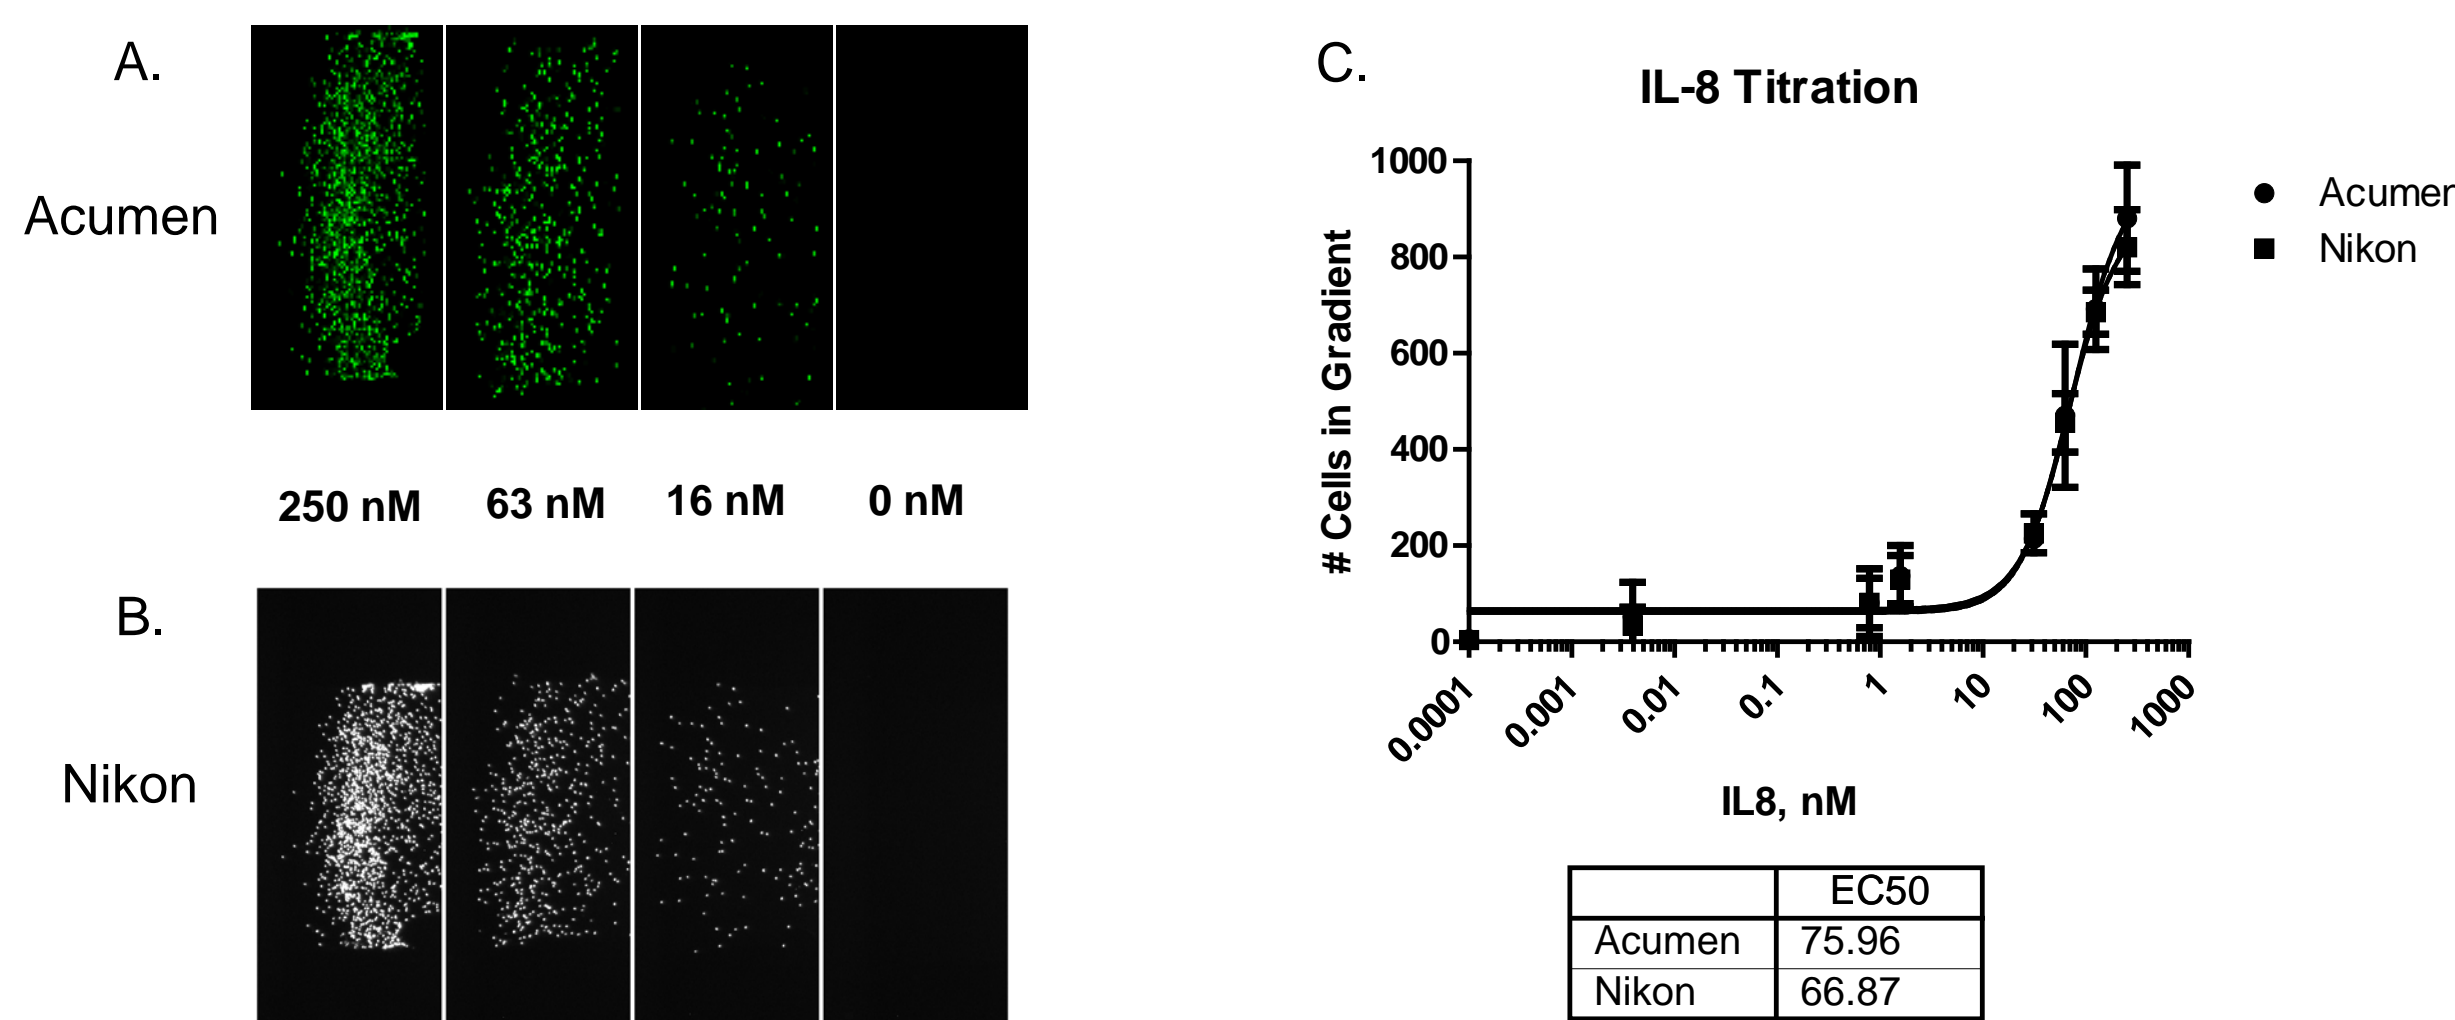 A.
Acumen
250 nM 63 nM 16 nM 0 nM
B.
Nikon
C.
IL-8 Titration
# Cells in Gradient
1000
800
600
400
200
0
0.0001 0.001 0.01 0.1 1 10 100 1000
IL8, nM
Acumen
Nikon
EC50
Acumen 75.96
Nikon 66.87